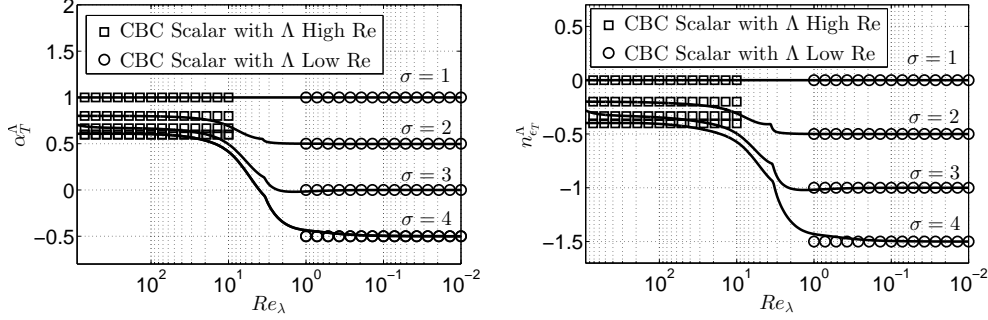 CBC Scalar with Λ High Re
CBC Scalar with Λ Low Re
2
1.5
1
0.5
0
−0.5
α_T^Λ
σ = 1
σ = 2
σ = 3
σ = 4
10^2 10^1 10^0 10^-1 10^-2
Re_λ
CBC Scalar with Λ High Re
CBC Scalar with Λ Low Re
0.5
0
−0.5
−1
−1.5
n_{ϵ_T}^Λ
σ = 1
σ = 2
σ = 3
σ = 4
10^2 10^1 10^0 10^-1 10^-2
Re_λ